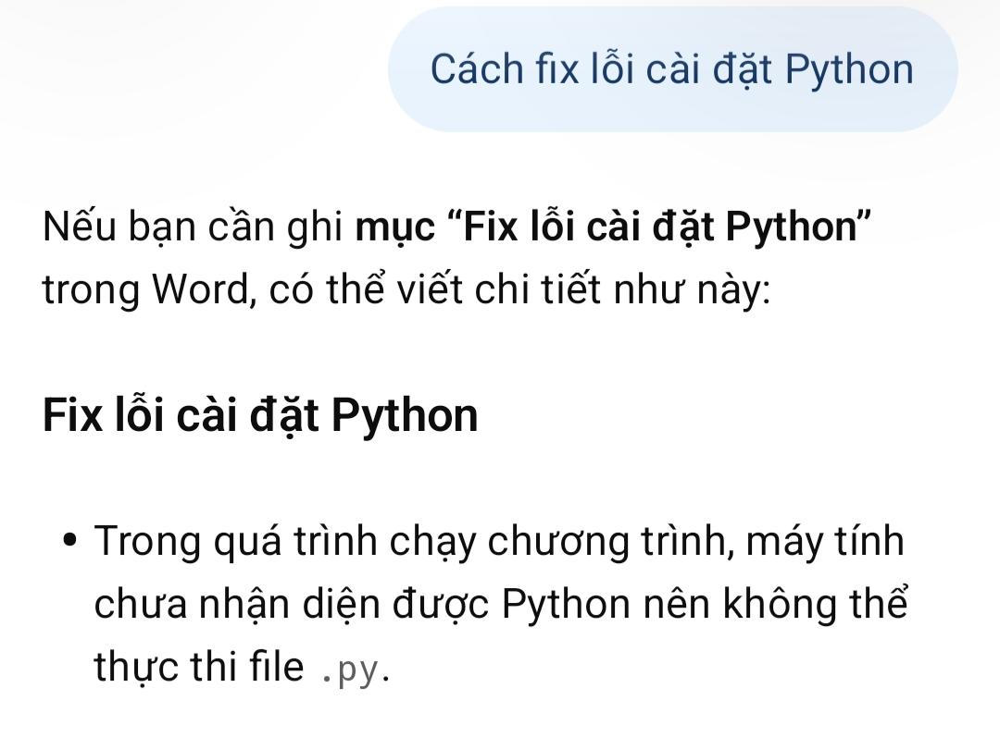 Cách fix lỗi cài đặt Python
Nếu bạn cần ghi mục “Fix lỗi cài đặt Python”
trong Word, có thể viết chi tiết như này:
Fix lỗi cài đặt Python
• Trong quá trình chạy chương trình, máy tính
chưa nhận diện được Python nên không thể
thực thi file .py.